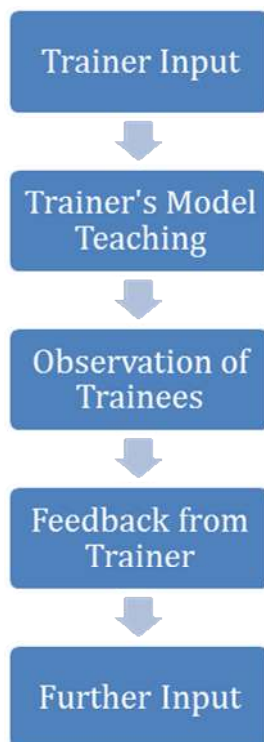 Trainer Input
Trainer's Model
Teaching
Observation of
Trainees
Feedback from
Trainer
Further Input